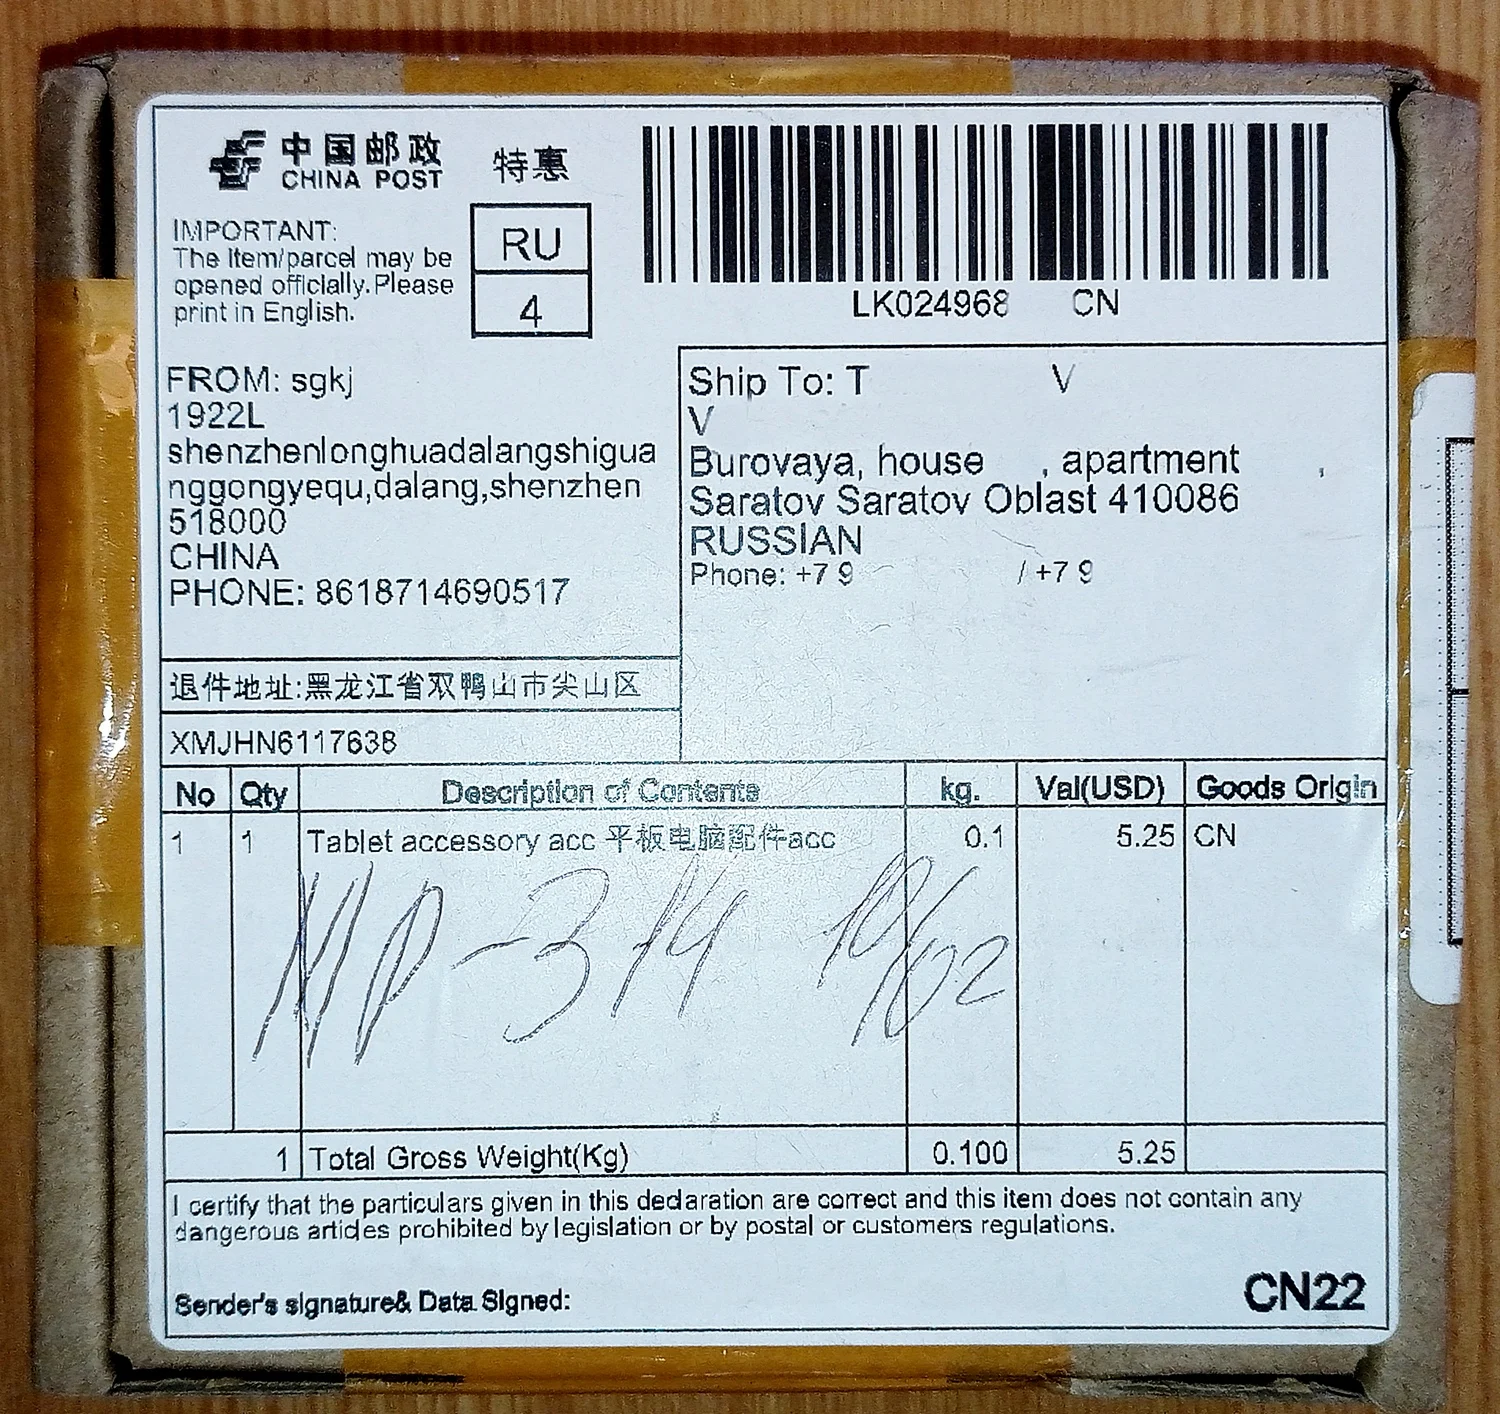 中国邮政 特惠
CHINA POST
IMPORTANT:
The item/parcel may be
opened officially.Please
print in English.
RU
4
LK024968 CN
FROM: sgkj
1922L
shenzhenlonghuadalangshigua
nggongyequ,dalang,shenzhen
518000
CHINA
PHONE: 8618714690517
Ship To: T V
V
Burovaya, house , apartment ,
Saratov Saratov Oblast 410086
RUSSIAN
Phone: +7 9 / +7 9
退件地址:黑龙江省双鸭山市尖山区
XMJHN6117638
No Qty Description of Contents kg. Val(USD) Goods Origin
1 1 Tablet accessory acc 平板电脑配件acc 0.1 5.25 CN
МР-314 10/02
1 Total Gross Weight(Kg) 0.100 5.25
I certify that the particulars given in this declaration are correct and this item does not contain any
dangerous articles prohibited by legislation or by postal or customers regulations.
Sender's signature& Data Signed:
CN22